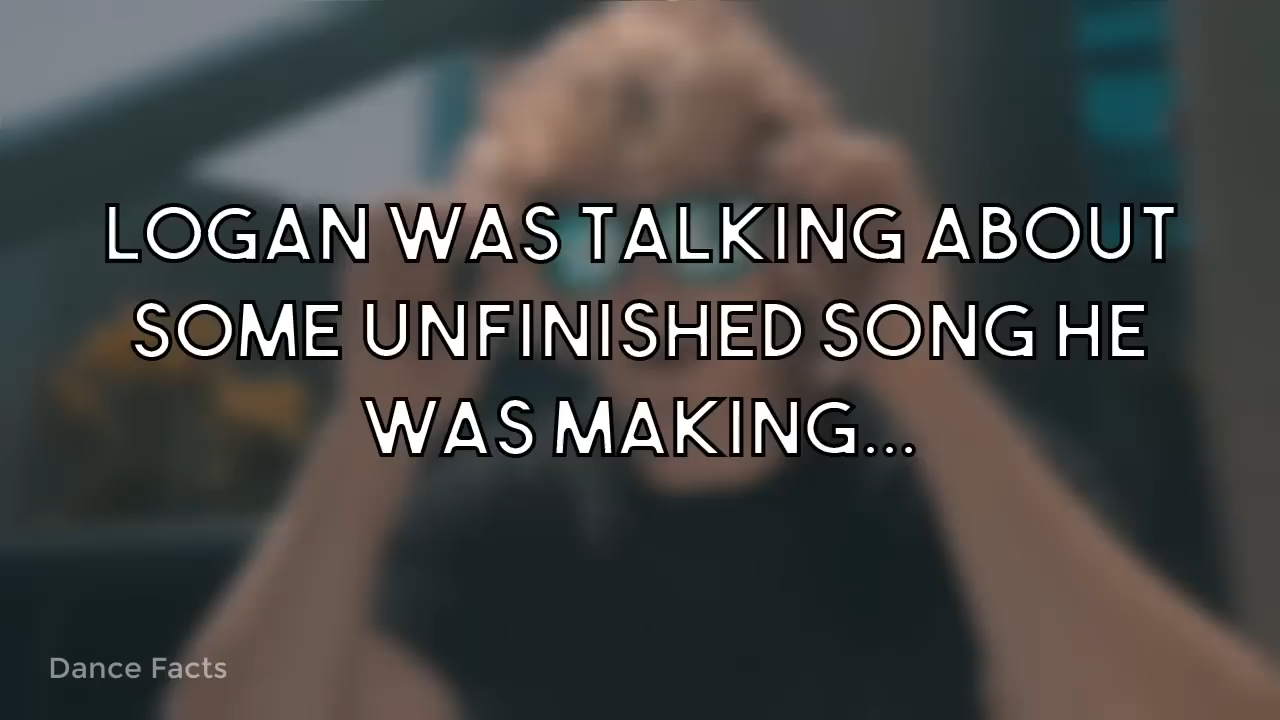 LOGAN WAS TALKING ABOUT
SOME UNFINISHED SONG HE
WAS MAKING...
Dance Facts